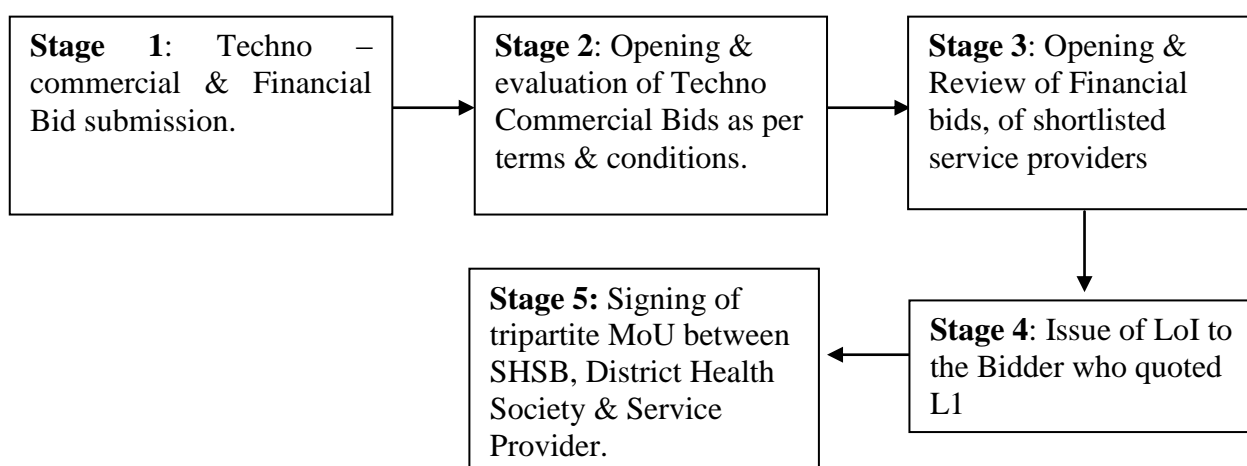 Stage 1: Techno –
commercial & Financial
Bid submission.
Stage 2: Opening &
evaluation of Techno
Commercial Bids as per
terms & conditions.
Stage 3: Opening &
Review of Financial
bids, of shortlisted
service providers
Stage 4: Issue of LoI to
the Bidder who quoted
L1
Stage 5: Signing of
tripartite MoU between
SHSB, District Health
Society & Service
Provider.